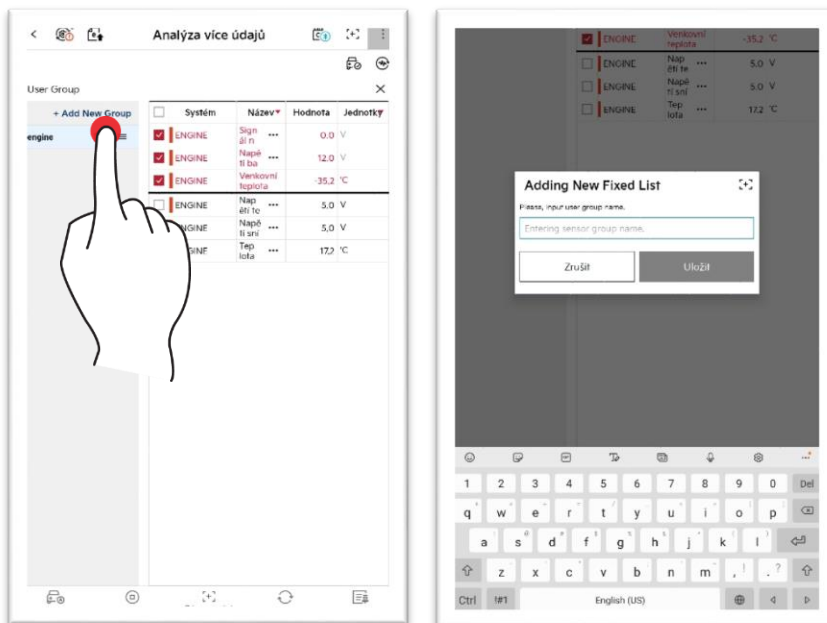 Analýza více údajů
User Group
+ Add New Group
engine
Systém Název Hodnota Jednotky
ENGINE Sign ál n ... 0.0 V
ENGINE Napě tí ba ... 12.0 V
ENGINE Venkovní teplota -35,2 °C
ENGINE Nap ětí te ... 5.0 V
ENGINE Napě tí sní ... 5,0 V
GINE Tep lota ... 17,2 °C
ENGINE Venkovní teplota -35,2 °C
ENGINE Nap ětí te ... 5.0 V
ENGINE Napě tí sní ... 5.0 V
ENGINE Tep lota ... 17,2 °C
Adding New Fixed List
Please, input user group name.
Entering sensor group name.
Zrušit Uložit
1 2 3 4 5 6 7 8 9 0 Del
q w e r t y u i o p
a s d f g h j k l
z x c v b n m , ! . ?
Ctrl !#1 English (US)